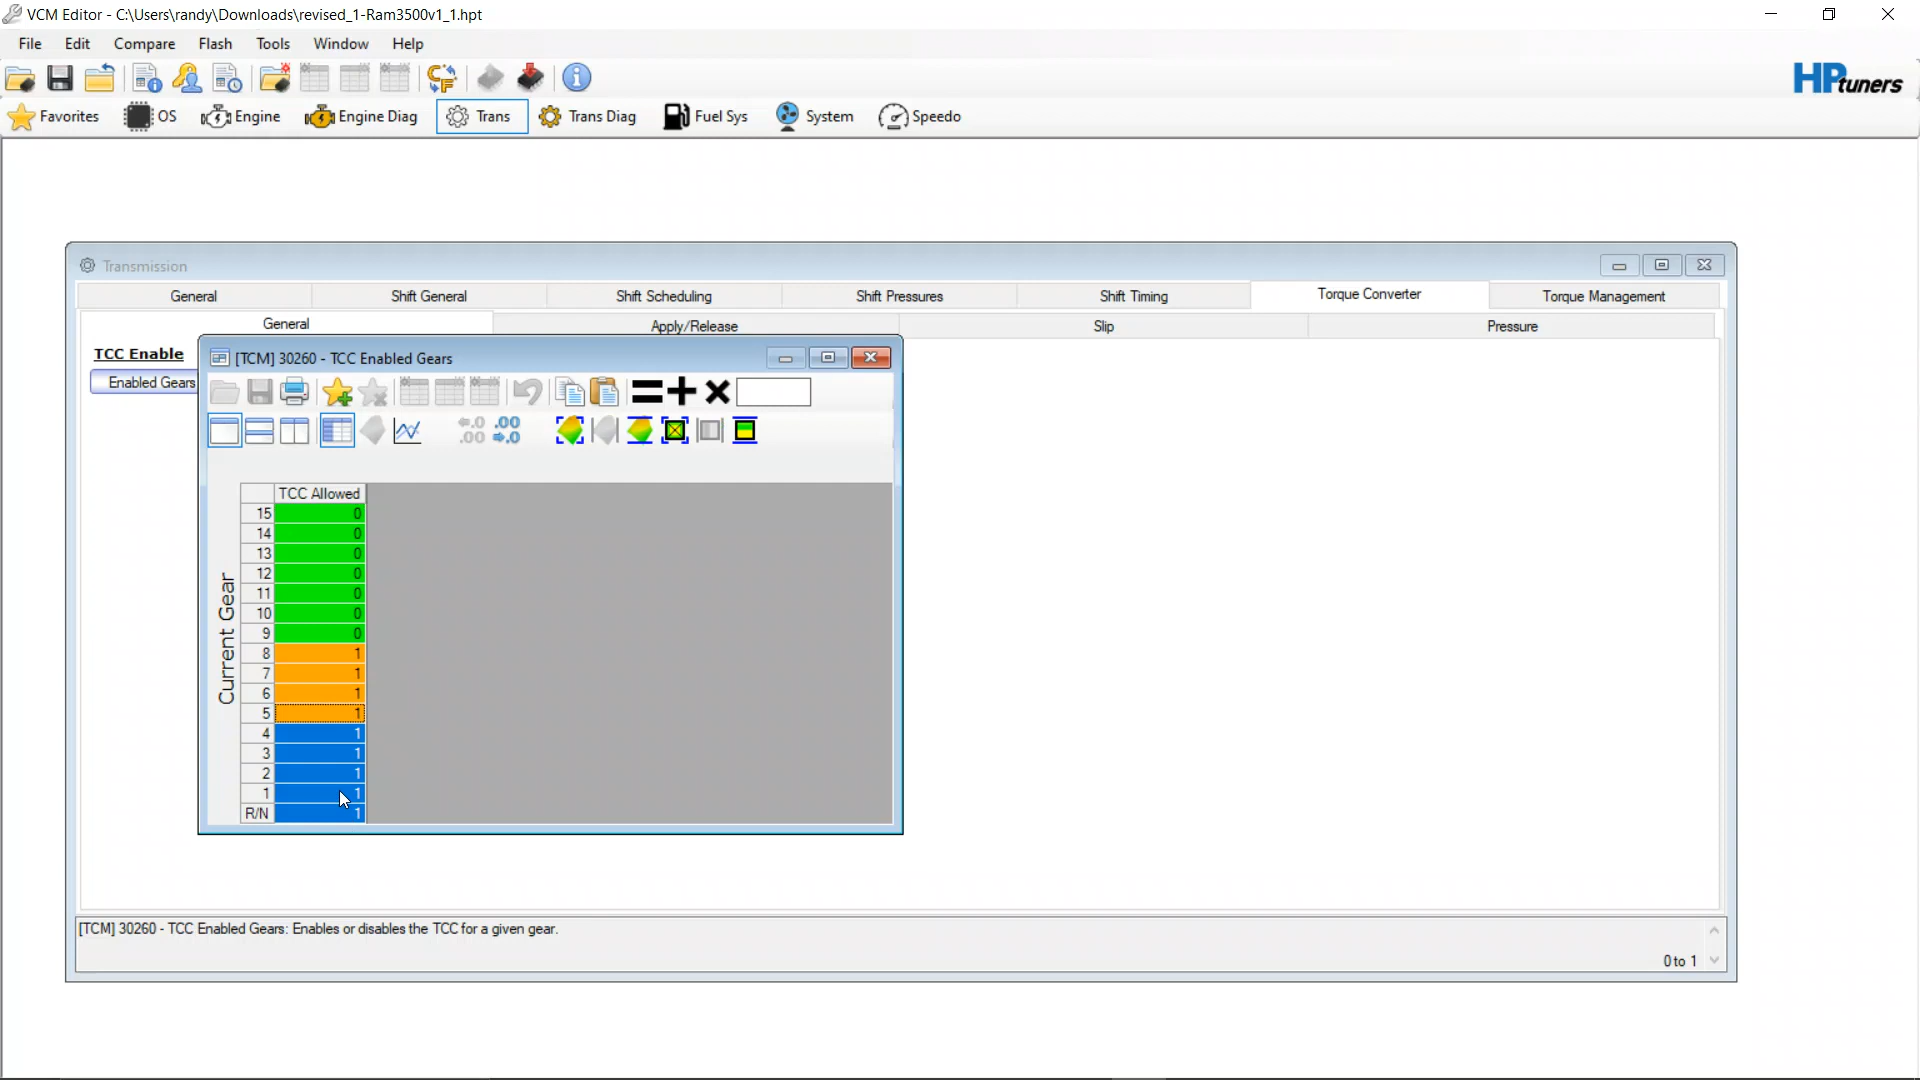 VCM Editor - C:\Users\randy\Downloads\revised_1-Ram3500v1_1.hpt
File Edit Compare Flash Tools Window Help
HPtuners
Favorites OS Engine Engine Diag Trans Trans Diag Fuel Sys System Speedo
Transmission
General Shift General Shift Scheduling Shift Pressures Shift Timing Torque Converter Torque Management
General Apply/Release Slip Pressure
TCC Enable
Enabled Gears
[TCM] 30260 - TCC Enabled Gears
.0 .00
.00 .0
TCC Allowed
Current Gear
15 0
14 0
13 0
12 0
11 0
10 0
9 0
8 1
7 1
6 1
5 1
4 1
3 1
2 1
1 1
R/N 1
[TCM] 30260 - TCC Enabled Gears: Enables or disables the TCC for a given gear.
0 to 1